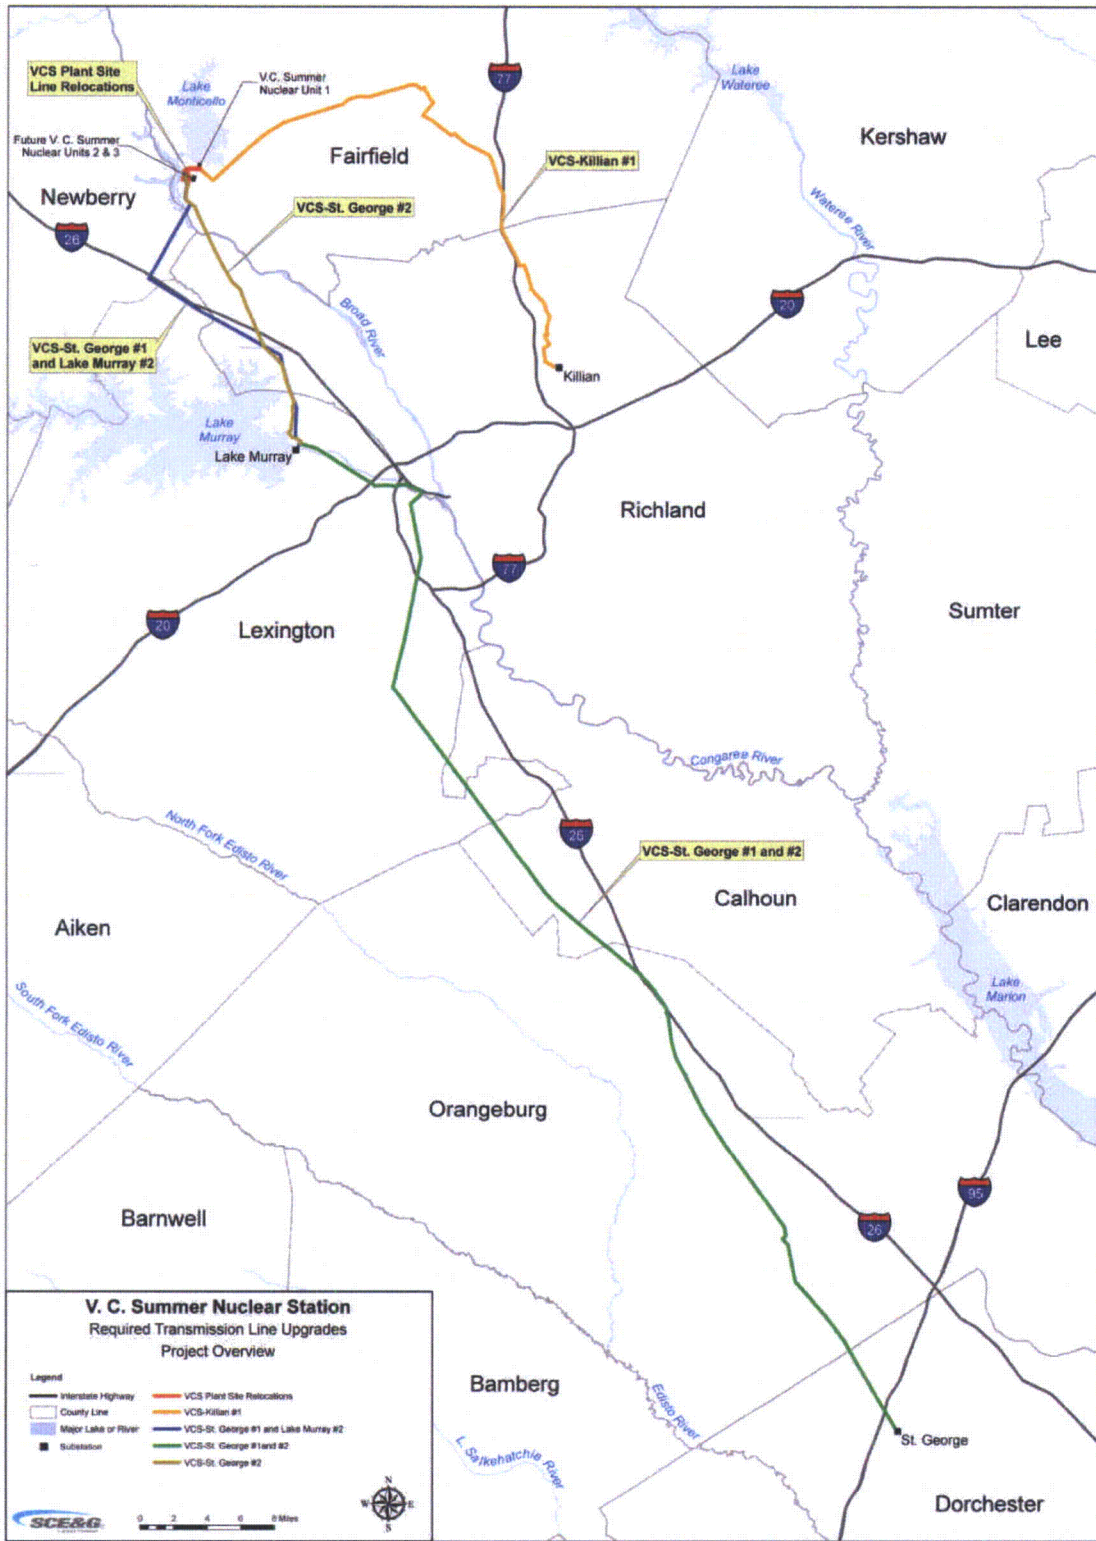 77
VCS Plant Site
Line Relocations
Lake
Monticello
V.C. Summer
Nuclear Unit 1
Lake
Wateree
Future V. C. Summer
Nuclear Units 2 & 3
Fairfield
Kershaw
VCS-Killian #1
Newberry
VCS-St. George #2
Wateree River
26
20
Broad River
VCS-St. George #1
and Lake Murray #2
Lee
Killian
Lake
Murray
Lake Murray
Richland
77
20
Lexington
Sumter
Congaree River
North Fork Edisto River
26
VCS-St. George #1 and #2
Calhoun
Clarendon
Aiken
Lake
Marion
South Fork Edisto River
Orangeburg
95
Barnwell
26
V. C. Summer Nuclear Station
Required Transmission Line Upgrades
Project Overview
Legend
Interstate Highway
County Line
Major Lake or River
Substation
VCS Plant Site Relocations
VCS-Killian #1
VCS-St. George #1 and Lake Murray #2
VCS-St. George #1and #2
VCS-St. George #2
Bamberg
Edisto River
St. George
L. Salkehatchie River
N
W E
S
SCE&G
0 2 4 6 8 Miles
Dorchester